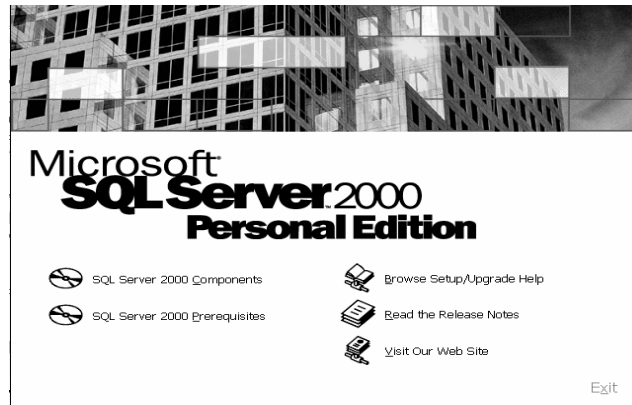 Microsoft®
SQL Server™ 2000
Personal Edition
SQL Server 2000 Components
SQL Server 2000 Prerequisites
Browse Setup/Upgrade Help
Read the Release Notes
Visit Our Web Site
Exit